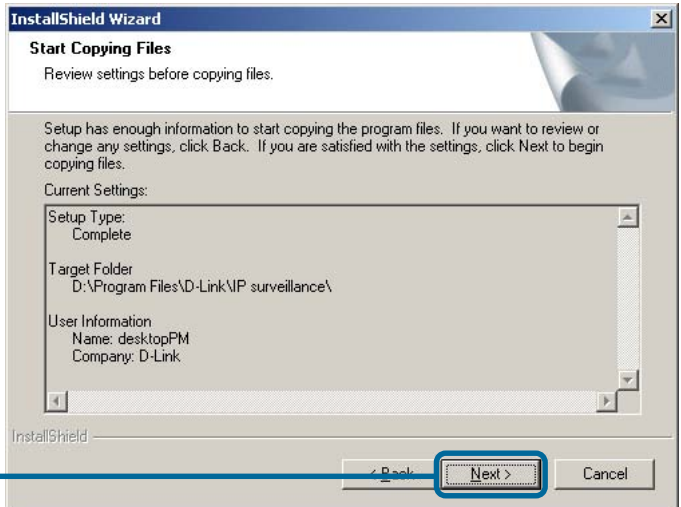 InstallShield Wizard
Start Copying Files
Review settings before copying files.
Setup has enough information to start copying the program files. If you want to review or
change any settings, click Back. If you are satisfied with the settings, click Next to begin
copying files.
Current Settings:
Setup Type:
Complete
Target Folder
D:\Program Files\D-Link\IP surveillance\
User Information
Name: desktopPM
Company: D-Link
InstallShield
< Back
Next >
Cancel